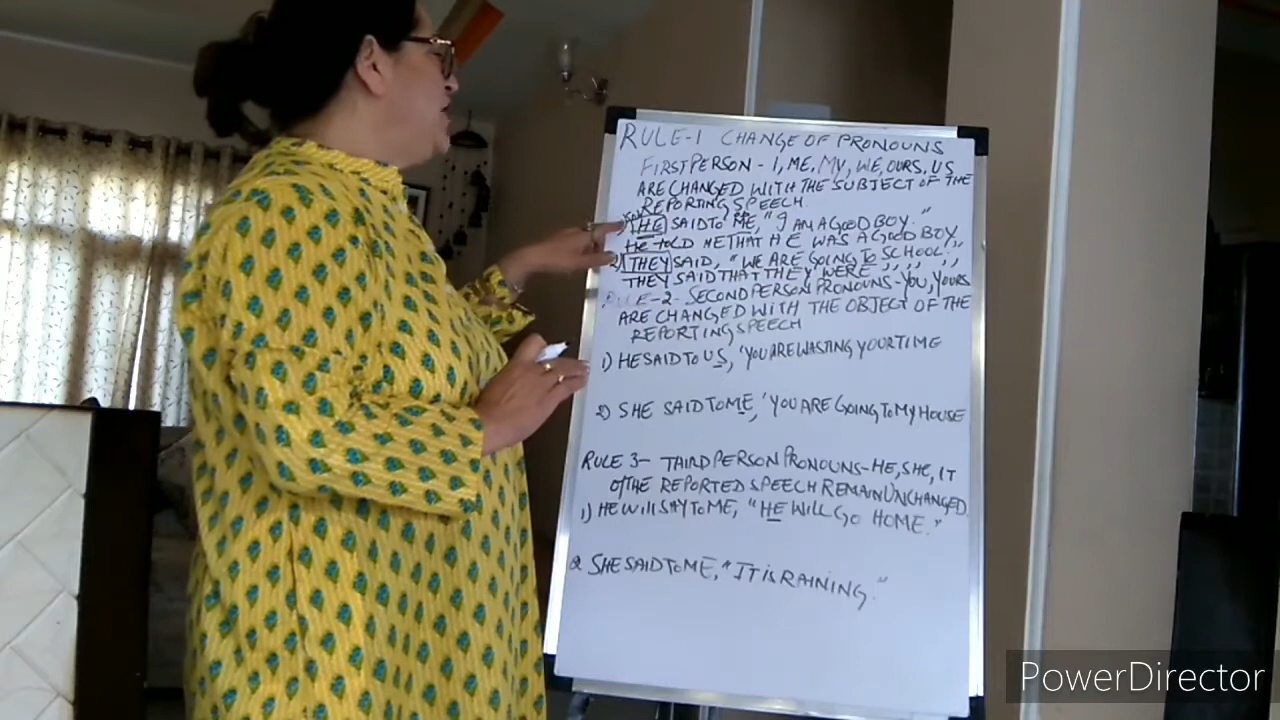 RULE-1 CHANGE OF PRONOUNS
FIRST PERSON - I, ME, MY, WE, OURS, US
ARE CHANGED WITH THE SUBJECT OF THE
REPORTING SPEECH
1) HE SAID TO ME, "I AM A GOOD BOY."
HE TOLD ME THAT HE WAS A GOOD BOY
2) THEY SAID, "WE ARE GOING TO SCHOOL,,
THEY SAID THAT THEY WERE ,, ,, ,,
RULE-2- SECOND PERSON PRONOUNS-YOU, YOURS
ARE CHANGED WITH THE OBJECT OF THE
REPORTING SPEECH
1) HE SAID TO US, 'YOU ARE WASTING YOUR TIME
2) SHE SAID TO ME, 'YOU ARE GOING TO MY HOUSE
RULE 3- THIRD PERSON PRONOUNS-HE, SHE, IT
OF THE REPORTED SPEECH REMAIN UNCHANGED
1) HE WILL SAY TO ME, "HE WILL GO HOME."
2 SHE SAID TO ME, "IT IS RAINING."
PowerDirector